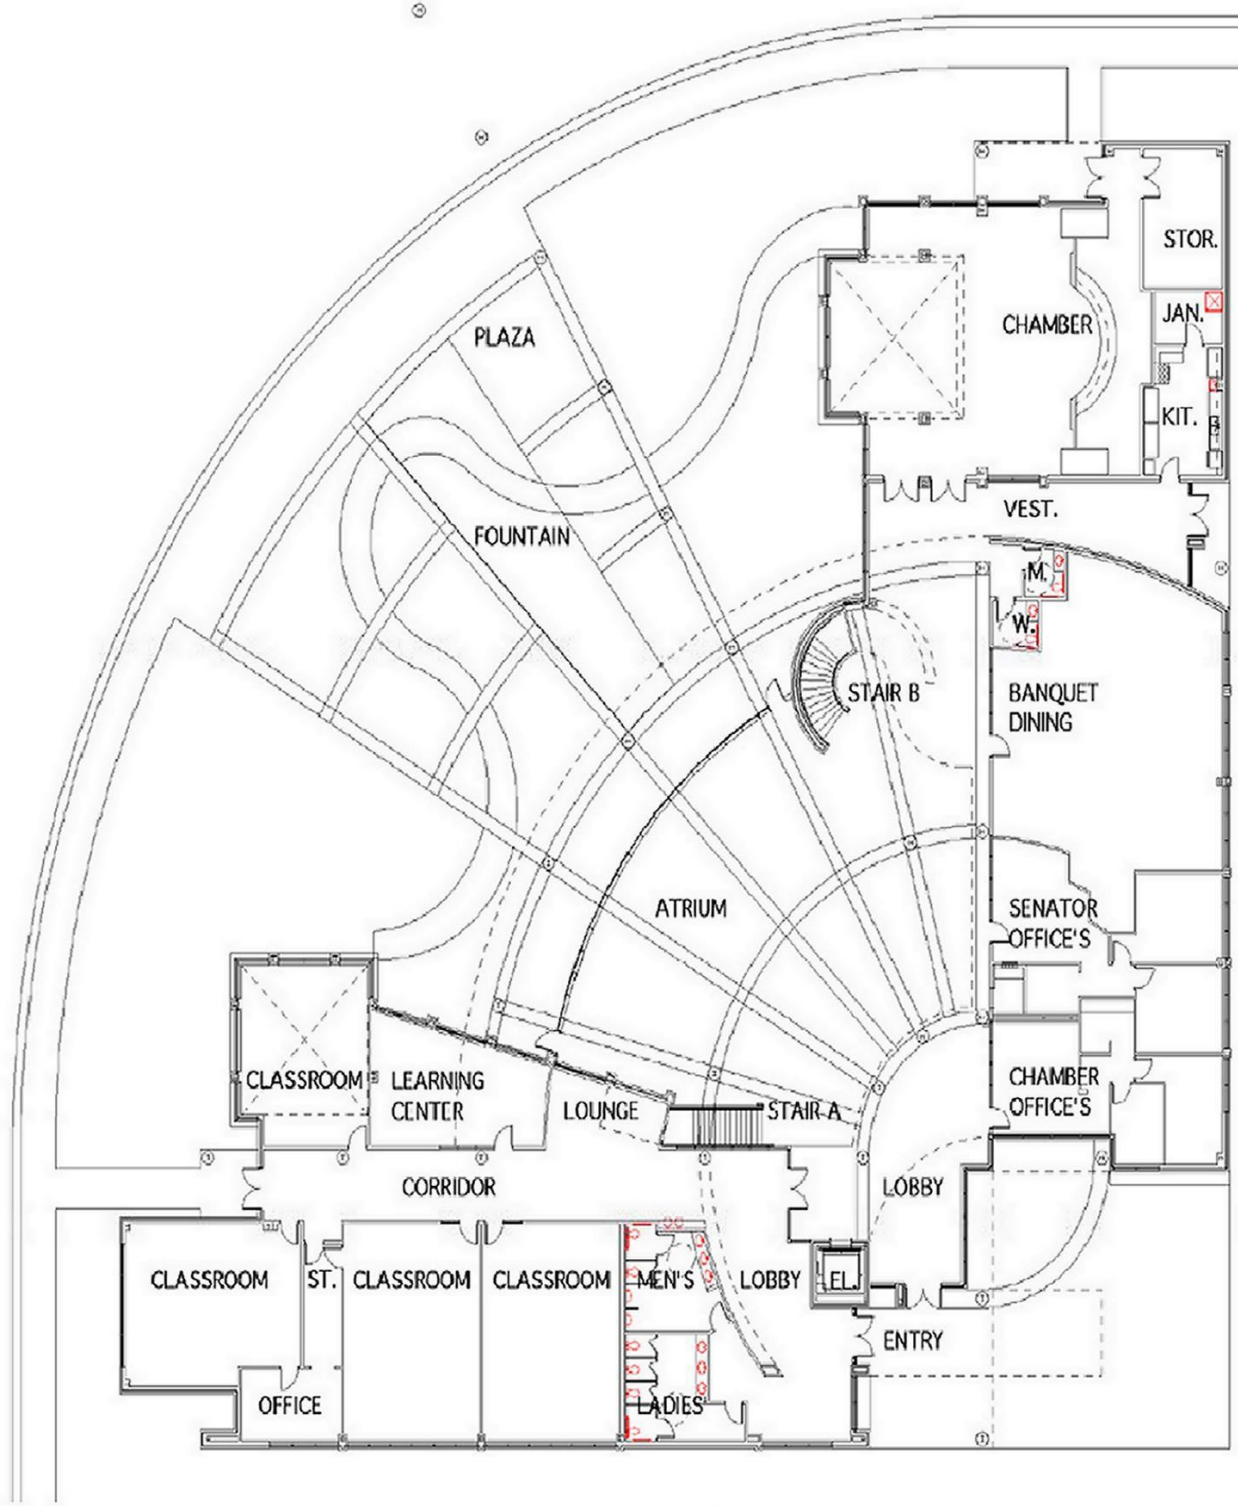 STOR.
PLAZA
CHAMBER
JAN.
KIT.
VEST.
FOUNTAIN
M.
W.
STAIR B
BANQUET
DINING
ATRIUM
SENATOR
OFFICE'S
CLASSROOM
LEARNING
CENTER
LOUNGE
STAIR A
CHAMBER
OFFICE'S
CORRIDOR
LOBBY
CLASSROOM
ST.
CLASSROOM
CLASSROOM
MEN'S
LOBBY
EL.
ENTRY
OFFICE
LADIES'